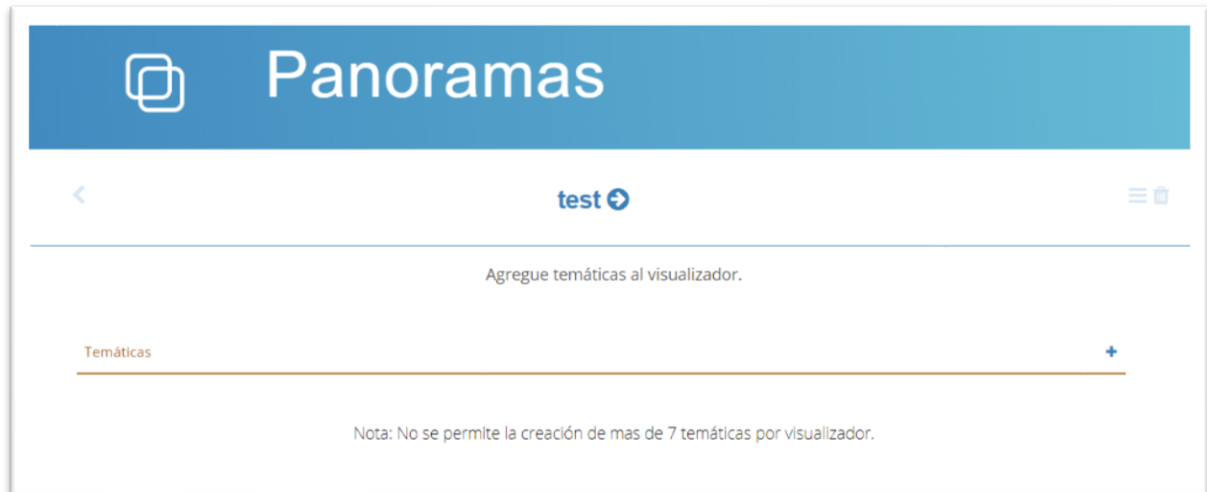 Panoramas
test
Agregue temáticas al visualizador.
Temáticas
Nota: No se permite la creación de mas de 7 temáticas por visualizador.